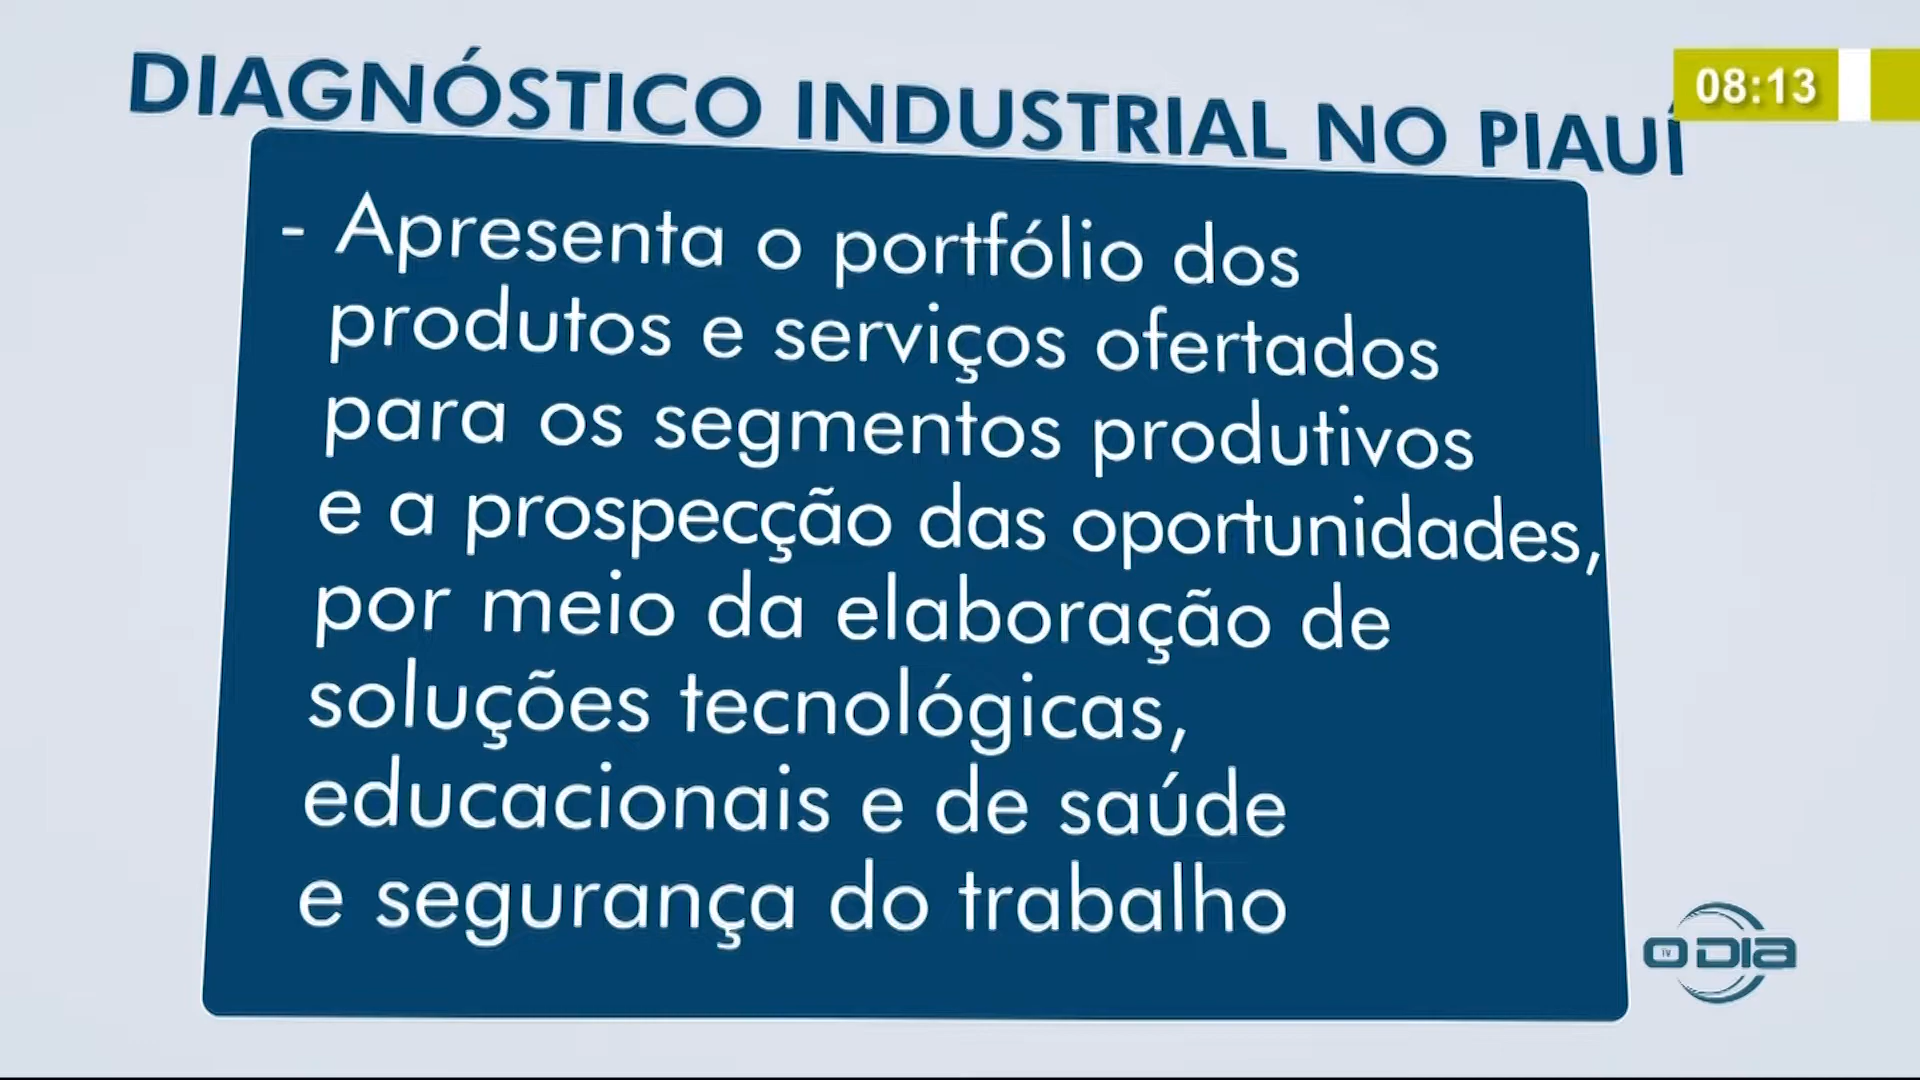 DIAGNÓSTICO INDUSTRIAL NO PIAUÍ
08:13
- Apresenta o portfólio dos
produtos e serviços ofertados
para os segmentos produtivos
e a prospecção das oportunidades,
por meio da elaboração de
soluções tecnológicas,
educacionais e de saúde
e segurança do trabalho
O TV DIA